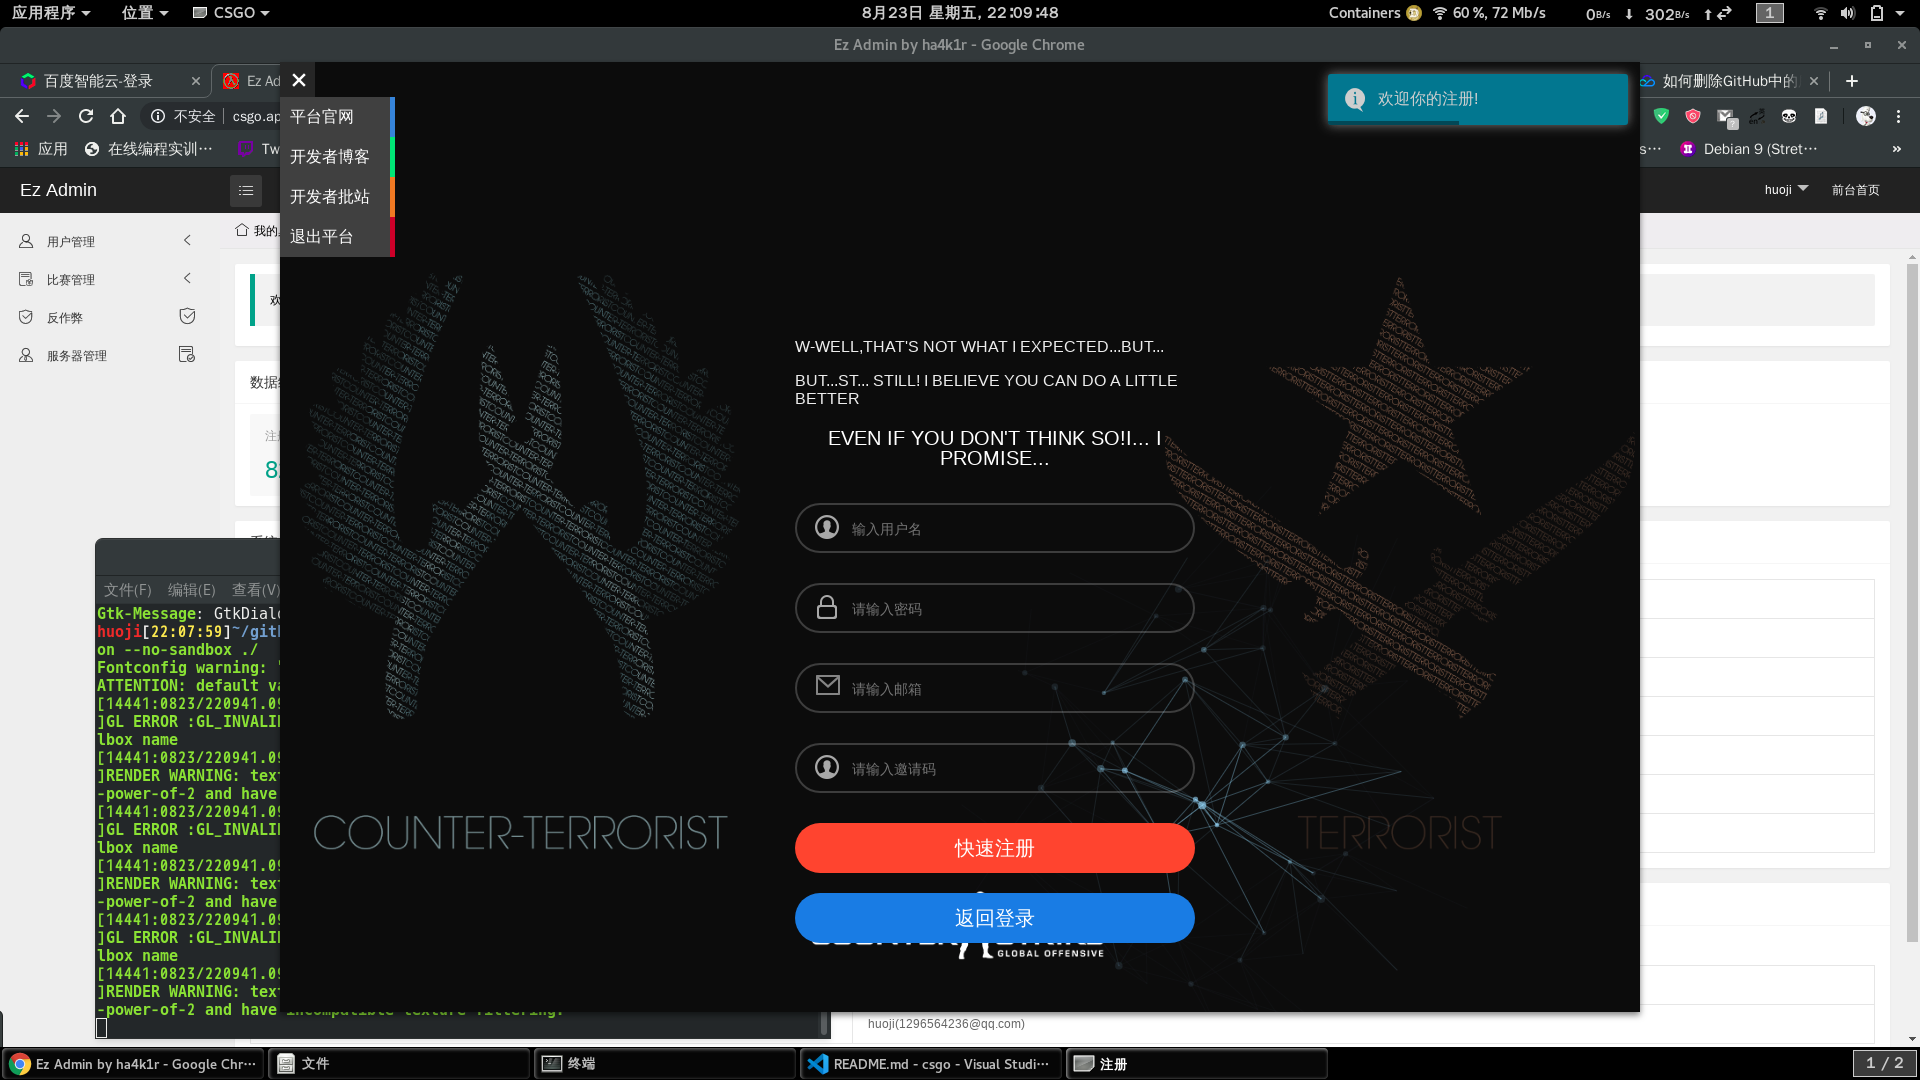 应用程序 位置 CSGO 8月23日 星期五, 22:09:48 Containers 60 %, 72 Mb/s 0B/s 302B/s 1
Ez Admin by ha4k1r - Google Chrome
百度智能云-登录
Ez Ad
如何删除GitHub中的
不安全 csgo.ap
应用 在线编程实训··· Tw
s··· Debian 9 (Stret··· »
Ez Admin
huoji 前台首页
用户管理
比赛管理
反作弊
服务器管理
我的
平台官网
开发者博客
开发者批站
退出平台
欢迎你的注册!
W-WELL,THAT'S NOT WHAT I EXPECTED...BUT...
BUT...ST... STILL! I BELIEVE YOU CAN DO A LITTLE
BETTER
EVEN IF YOU DON'T THINK SO!I... I
PROMISE...
输入用户名
请输入密码
请输入邮箱
请输入邀请码
快速注册
返回登录
COUNTER-TERRORIST
TERRORIST
GLOBAL OFFENSIVE
文件(F) 编辑(E) 查看(V)
Gtk-Message: GtkDial
huoji[22:07:59]~/gith
on --no-sandbox ./
Fontconfig warning: "
ATTENTION: default va
[14441:0823/220941.09
]GL ERROR :GL_INVALID
lbox name
[14441:0823/220941.09
]RENDER WARNING: text
-power-of-2 and have
[14441:0823/220941.09
]GL ERROR :GL_INVALID
lbox name
[14441:0823/220941.09
]RENDER WARNING: text
-power-of-2 and have
[14441:0823/220941.09
]GL ERROR :GL_INVALID
lbox name
[14441:0823/220941.09
]RENDER WARNING: text
-power-of-2 and have incompatible texture filtering.
huoji(1296564236@qq.com)
Ez Admin by ha4k1r - Google Chr··· 文件 终端 README.md - csgo - Visual Studi··· 注册 1 / 2